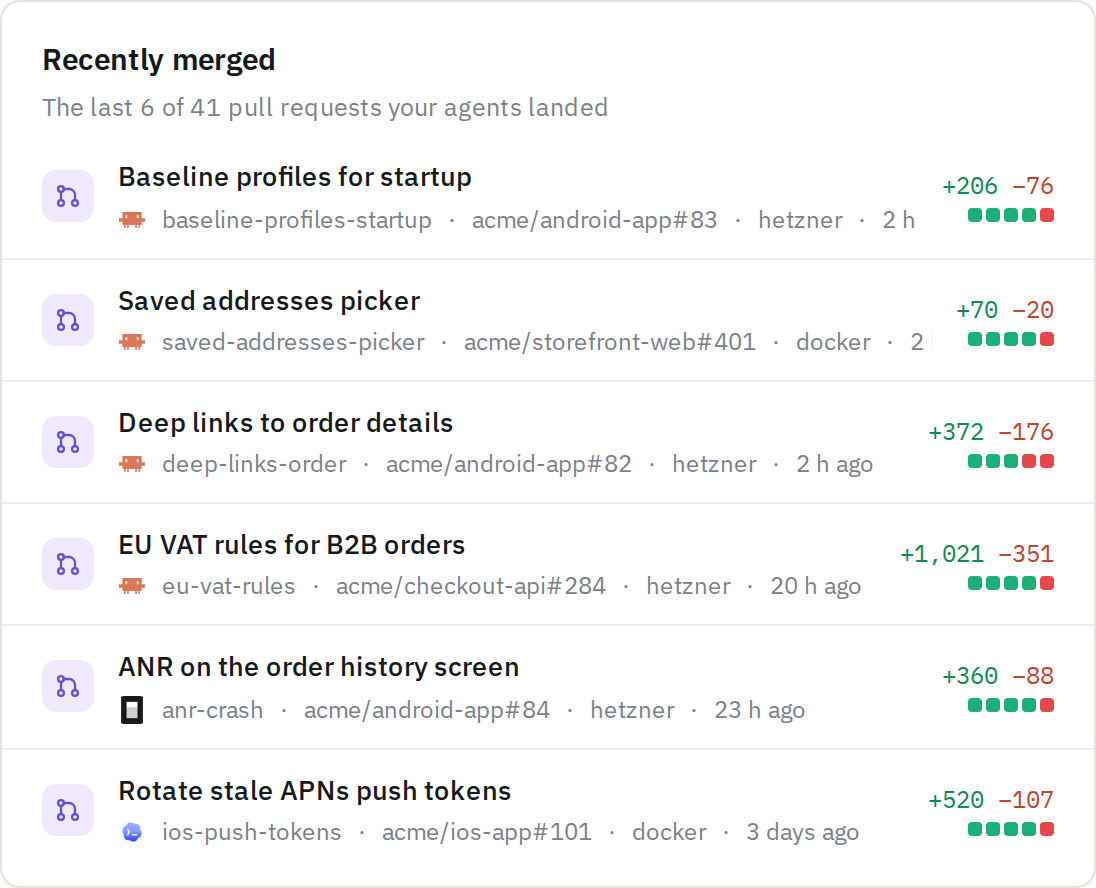 Recently merged
The last 6 of 41 pull requests your agents landed
Baseline profiles for startup
+206 −76
baseline-profiles-startup · acme/android-app#83 · hetzner · 2 h
Saved addresses picker
+70 −20
saved-addresses-picker · acme/storefront-web#401 · docker · 2
Deep links to order details
+372 −176
deep-links-order · acme/android-app#82 · hetzner · 2 h ago
EU VAT rules for B2B orders
+1,021 −351
eu-vat-rules · acme/checkout-api#284 · hetzner · 20 h ago
ANR on the order history screen
+360 −88
anr-crash · acme/android-app#84 · hetzner · 23 h ago
Rotate stale APNs push tokens
+520 −107
ios-push-tokens · acme/ios-app#101 · docker · 3 days ago